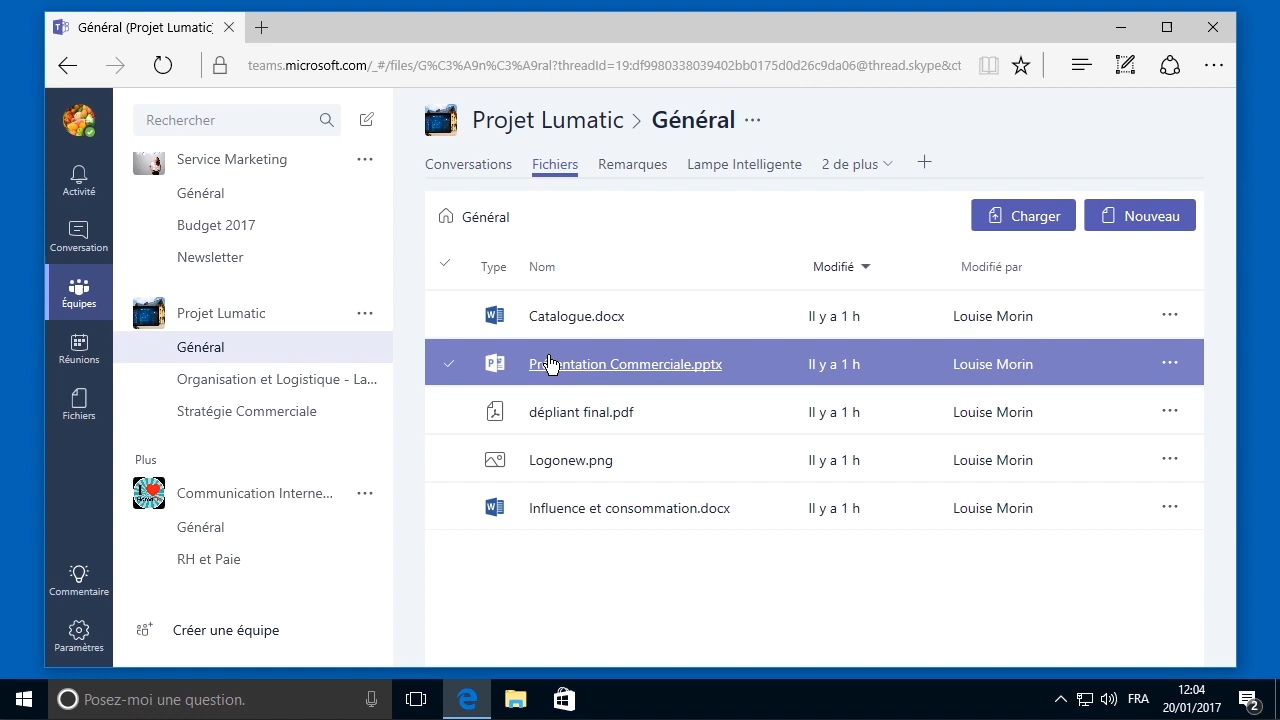 Général (Projet Lumatic
teams.microsoft.com/_#/files/G%C3%A9n%C3%A9ral?threadId=19:df9980338039402bb0175d0d26c9da06@thread.skype&ct
Rechercher
Service Marketing
Général
Budget 2017
Newsletter
Projet Lumatic
Général
Organisation et Logistique - La...
Stratégie Commerciale
Plus
Communication Interne...
Général
RH et Paie
Créer une équipe
Activité
Conversation
Équipes
Réunions
Fichiers
Commentaire
Paramètres
Projet Lumatic > Général ...
Conversations Fichiers Remarques Lampe Intelligente 2 de plus
Général
Charger Nouveau
Type Nom Modifié Modifié par
Catalogue.docx Il y a 1 h Louise Morin
Présentation Commerciale.pptx Il y a 1 h Louise Morin
dépliant final.pdf Il y a 1 h Louise Morin
Logonew.png Il y a 1 h Louise Morin
Influence et consommation.docx Il y a 1 h Louise Morin
Posez-moi une question.
FRA
12:04
20/01/2017
2